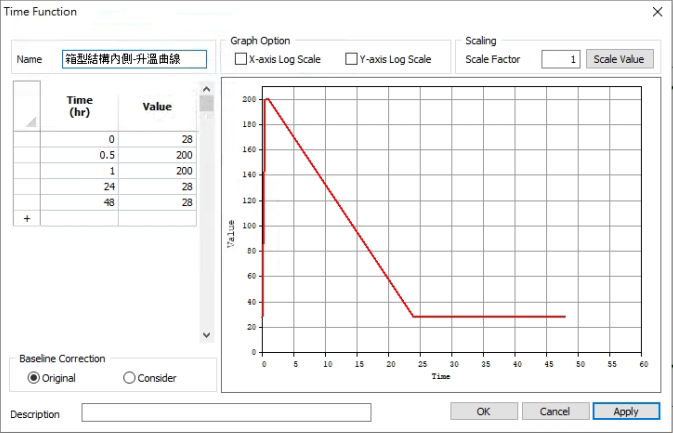 Time Function
Name 箱型結構內側-升溫曲線
Graph Option
X-axis Log Scale Y-axis Log Scale
Scaling
Scale Factor 1 Scale Value
Time (hr) Value
0 28
0.5 200
1 200
24 28
48 28
+
Value
200
180
160
140
120
100
80
60
40
20
0
0 5 10 15 20 25 30 35 40 45 50 55 60
Time
Baseline Correction
Original Consider
Description
OK Cancel Apply